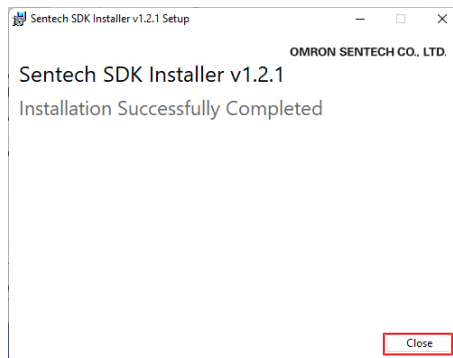 Sentech SDK Installer v1.2.1 Setup
OMRON SENTECH CO., LTD.
Sentech SDK Installer v1.2.1
Installation Successfully Completed
Close